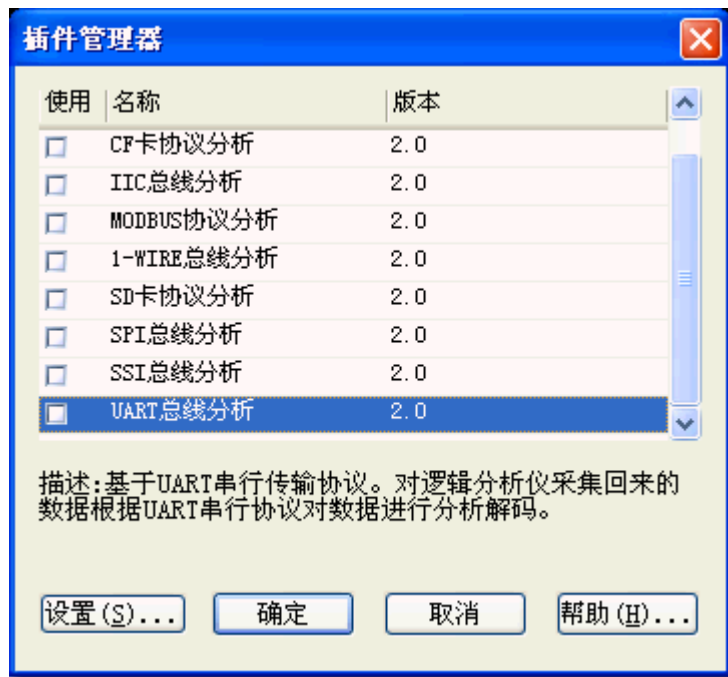 插件管理器
使用 名称 版本
CF卡协议分析 2.0
IIC总线分析 2.0
MODBUS协议分析 2.0
1-WIRE总线分析 2.0
SD卡协议分析 2.0
SPI总线分析 2.0
SSI总线分析 2.0
UART总线分析 2.0
描述:基于UART串行传输协议。对逻辑分析仪采集回来的
数据根据UART串行协议对数据进行分析解码。
设置(S)... 确定 取消 帮助(H)...